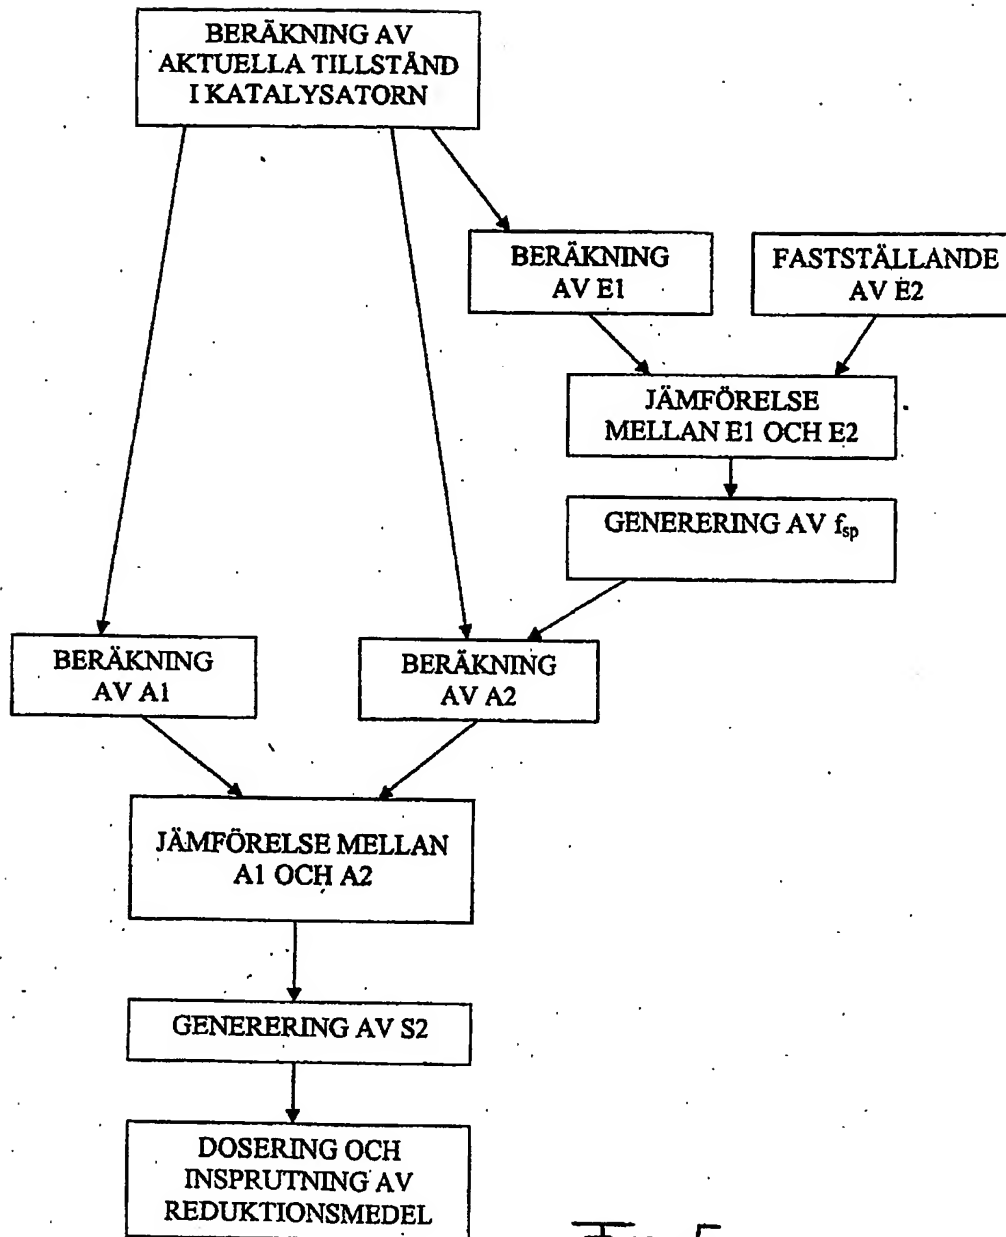 BERÄKNING AV
AKTUELLA TILLSTÅND
I KATALYSATORN
BERÄKNING
AV E1
FASTSTÄLLANDE
AV E2
JÄMFÖRELSE
MELLAN E1 OCH E2
GENERERING AV fsp
BERÄKNING
AV A1
BERÄKNING
AV A2
JÄMFÖRELSE MELLAN
A1 OCH A2
GENERERING AV S2
DOSERING OCH
INSPRUTNING AV
REDUKTIONSMEDEL